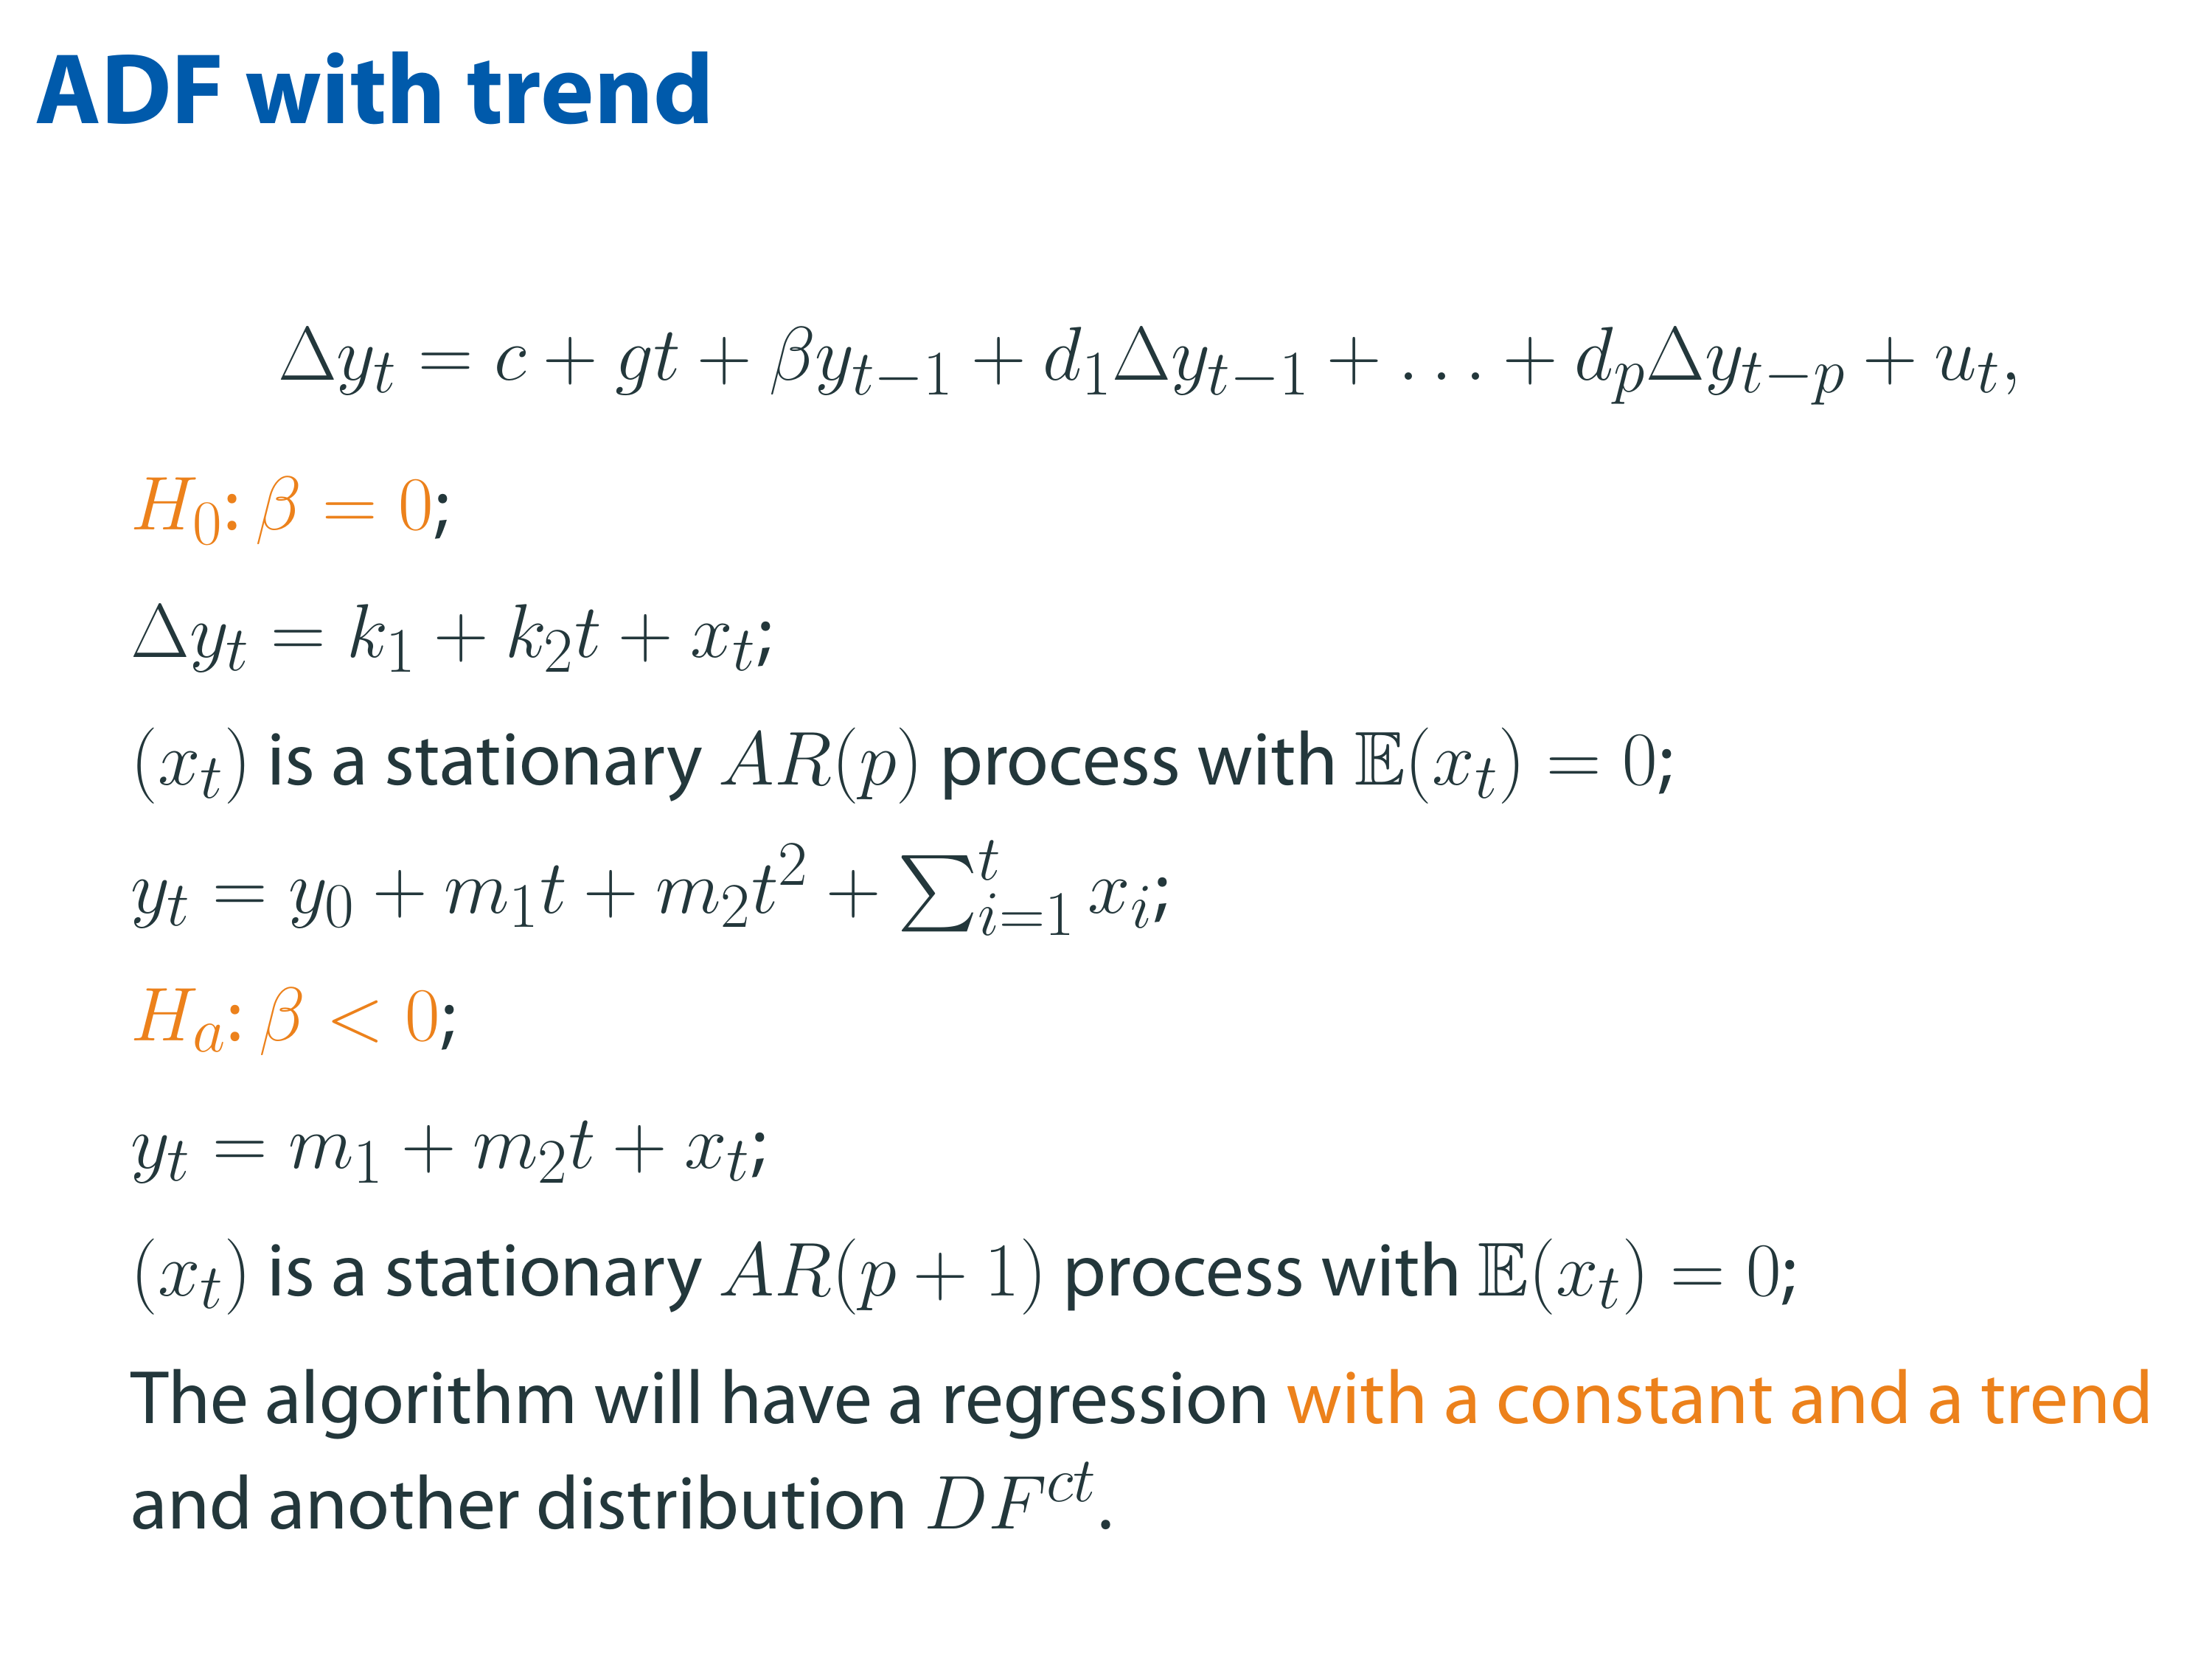 ADF with trend
Δy_t = c + gt + βy_{t−1} + d_1Δy_{t−1} + . . . + d_pΔy_{t−p} + u_t,
H_0: β = 0;
Δy_t = k_1 + k_2t + x_t;
(x_t) is a stationary AR(p) process with 𝔼(x_t) = 0;
y_t = y_0 + m_1t + m_2t^2 + ∑_{i=1}^{t} x_i;
H_a: β < 0;
y_t = m_1 + m_2t + x_t;
(x_t) is a stationary AR(p + 1) process with 𝔼(x_t) = 0;
The algorithm will have a regression with a constant and a trend
and another distribution DF^{ct}.